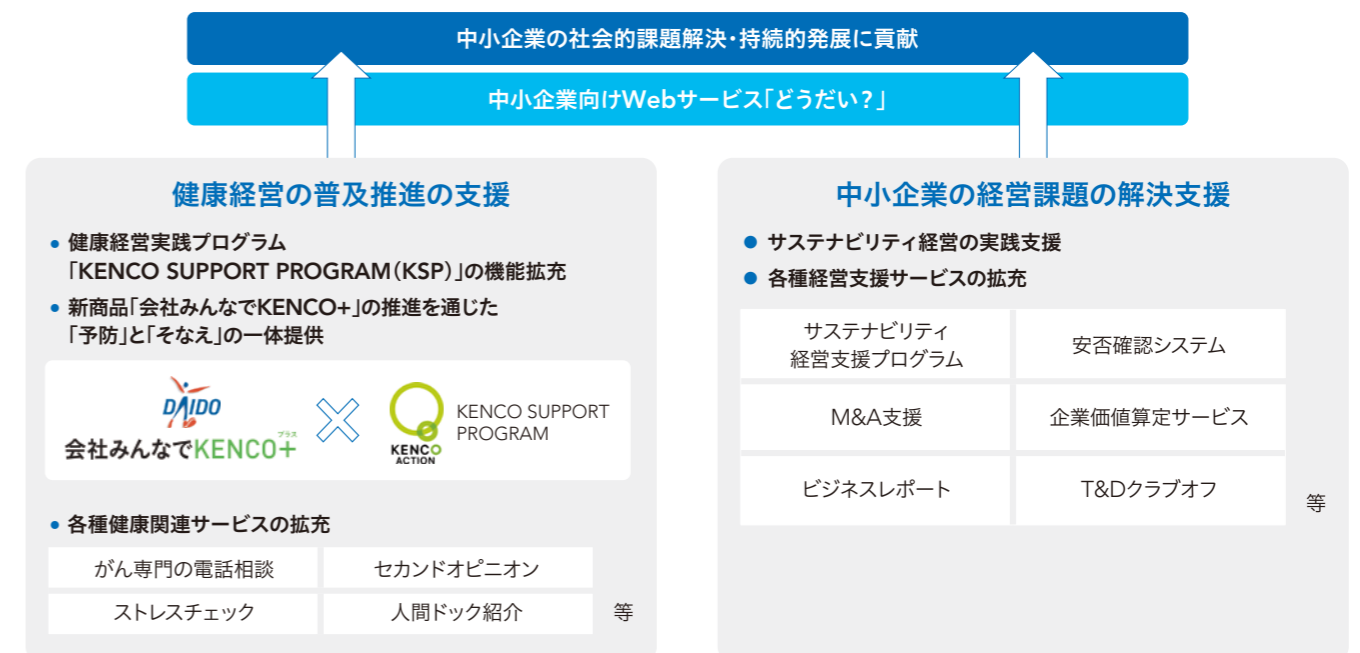 中小企業の社会的課題解決・持続的発展に貢献
中小企業向けWebサービス「どうだい？」
健康経営の普及推進の支援
● 健康経営実践プログラム
「KENCO SUPPORT PROGRAM(KSP)」の機能拡充
● 新商品「会社みんなでKENCO+」の推進を通じた
「予防」と「そなえ」の一体提供
DAIDO
プラス
会社みんなでKENCO+
KENCO
ACTION
KENCO SUPPORT
PROGRAM
● 各種健康関連サービスの拡充
がん専門の電話相談
セカンドオピニオン
ストレスチェック
人間ドック紹介
等
中小企業の経営課題の解決支援
● サステナビリティ経営の実践支援
● 各種経営支援サービスの拡充
サステナビリティ
経営支援プログラム
安否確認システム
M&A支援
企業価値算定サービス
ビジネスレポート
T&Dクラブオフ
等